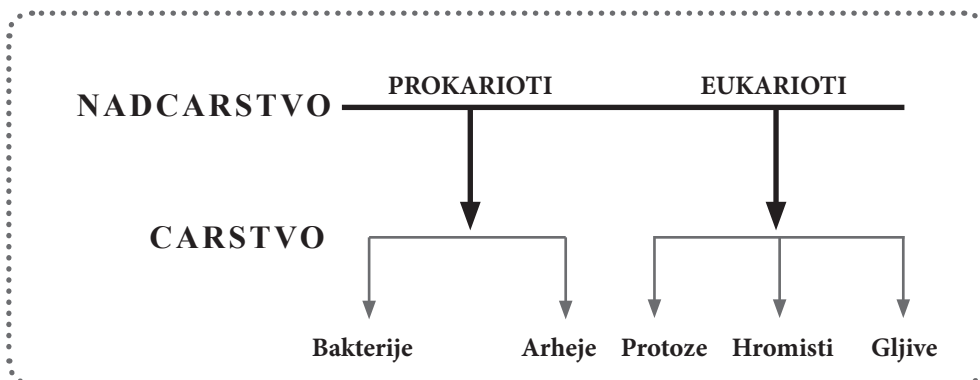 PROKARIOTI EUKARIOTI
NADCARSTVO
CARSTVO
Bakterije Arheje Protoze Hromisti Gljive